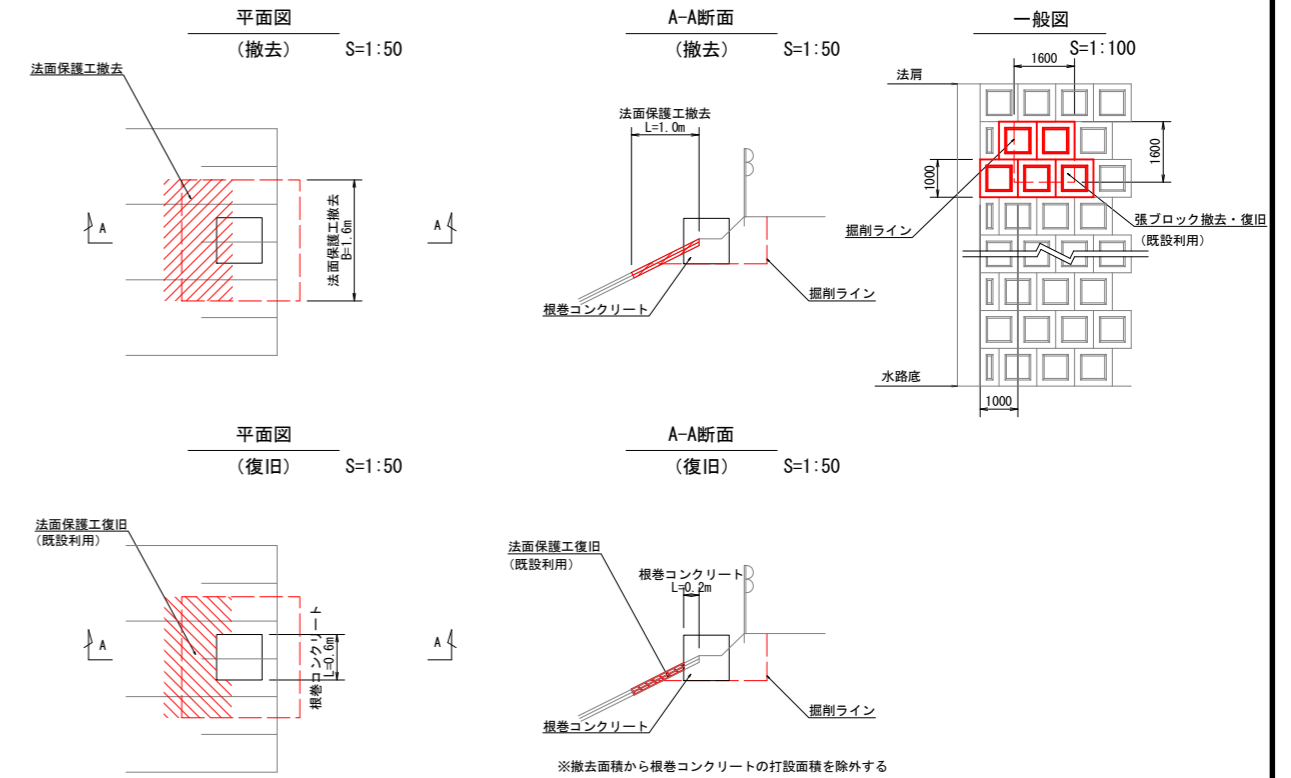 平面図
(撤去) S=1:50
法面保護工撤去
A
A
法面保護工撤去
B=1.6m
A-A断面
(撤去) S=1:50
法面保護工撤去
L=1.0m
掘削ライン
根巻コンクリート
一般図
S=1:100
1600
法肩
1600
1000
掘削ライン
張ブロック撤去・復旧
(既設利用)
水路底
1000
平面図
(復旧) S=1:50
法面保護工復旧
(既設利用)
A
A
根巻コンクリート
L=0.6m
A-A断面
(復旧) S=1:50
法面保護工復旧
(既設利用)
根巻コンクリート
L=0.2m
掘削ライン
根巻コンクリート
※撤去面積から根巻コンクリートの打設面積を除外する